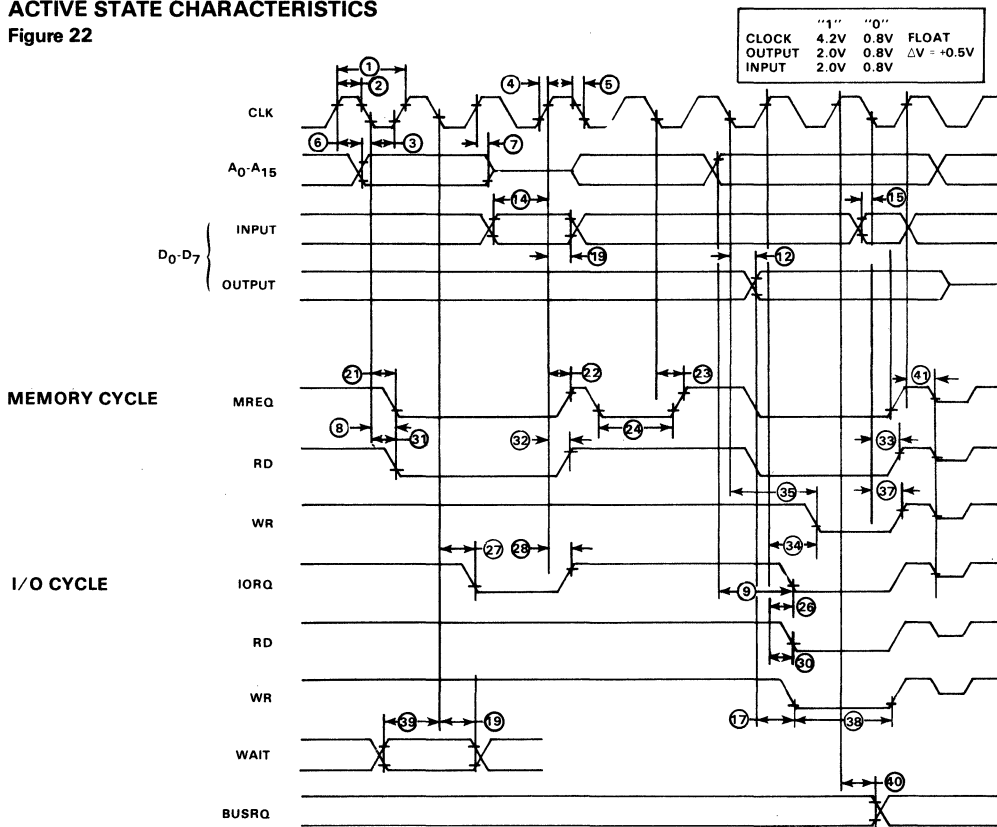 ACTIVE STATE CHARACTERISTICS
Figure 22
"1" "0"
CLOCK 4.2V 0.8V FLOAT
OUTPUT 2.0V 0.8V △V = +0.5V
INPUT 2.0V 0.8V
1
2
4 5
CLK
6 3 7
A0-A15
14 15
INPUT
D0-D7
19 12
OUTPUT
21 22 23 41
MEMORY CYCLE
MREQ
8 31 32 24 33
RD
35 37
WR
34
27 28
I/O CYCLE
IORQ
9
26
RD
30
WR
39 19 17 38
WAIT
40
BUSRQ